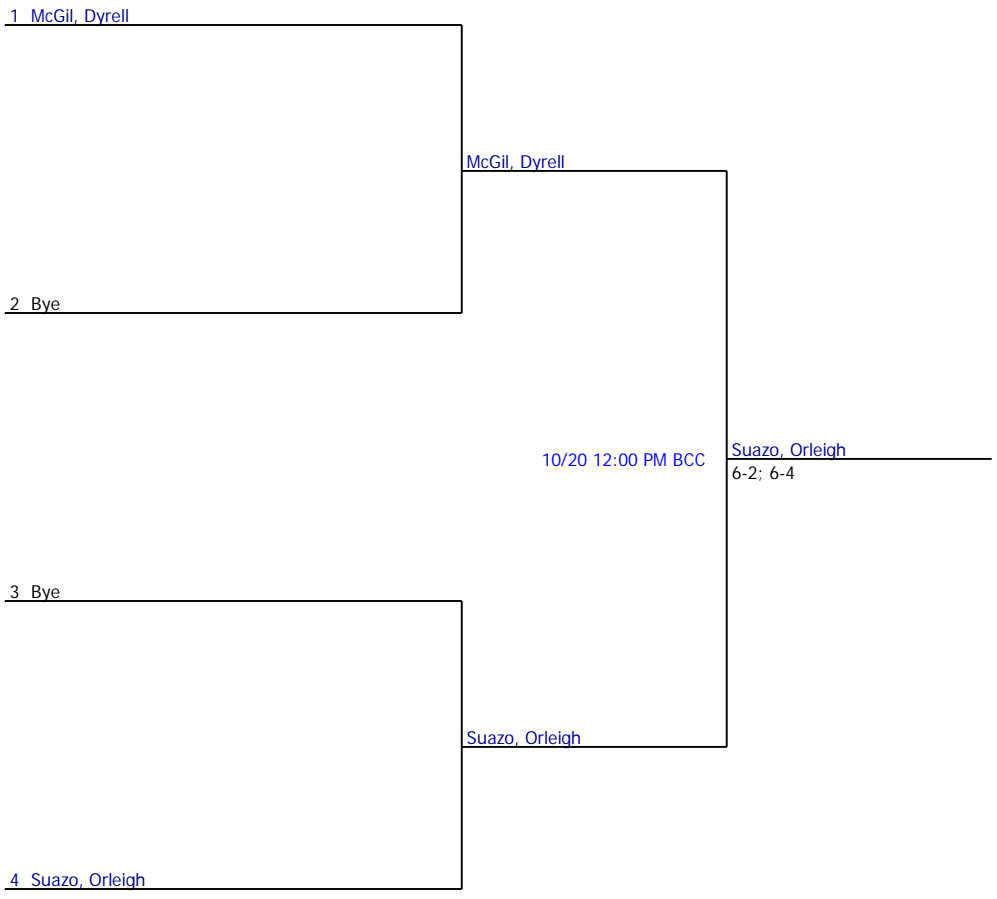 1 McGil, Dyrell
McGil, Dyrell
2 Bye
Suazo, Orleigh
10/20 12:00 PM BCC
6-2; 6-4
3 Bye
Suazo, Orleigh
4 Suazo, Orleigh